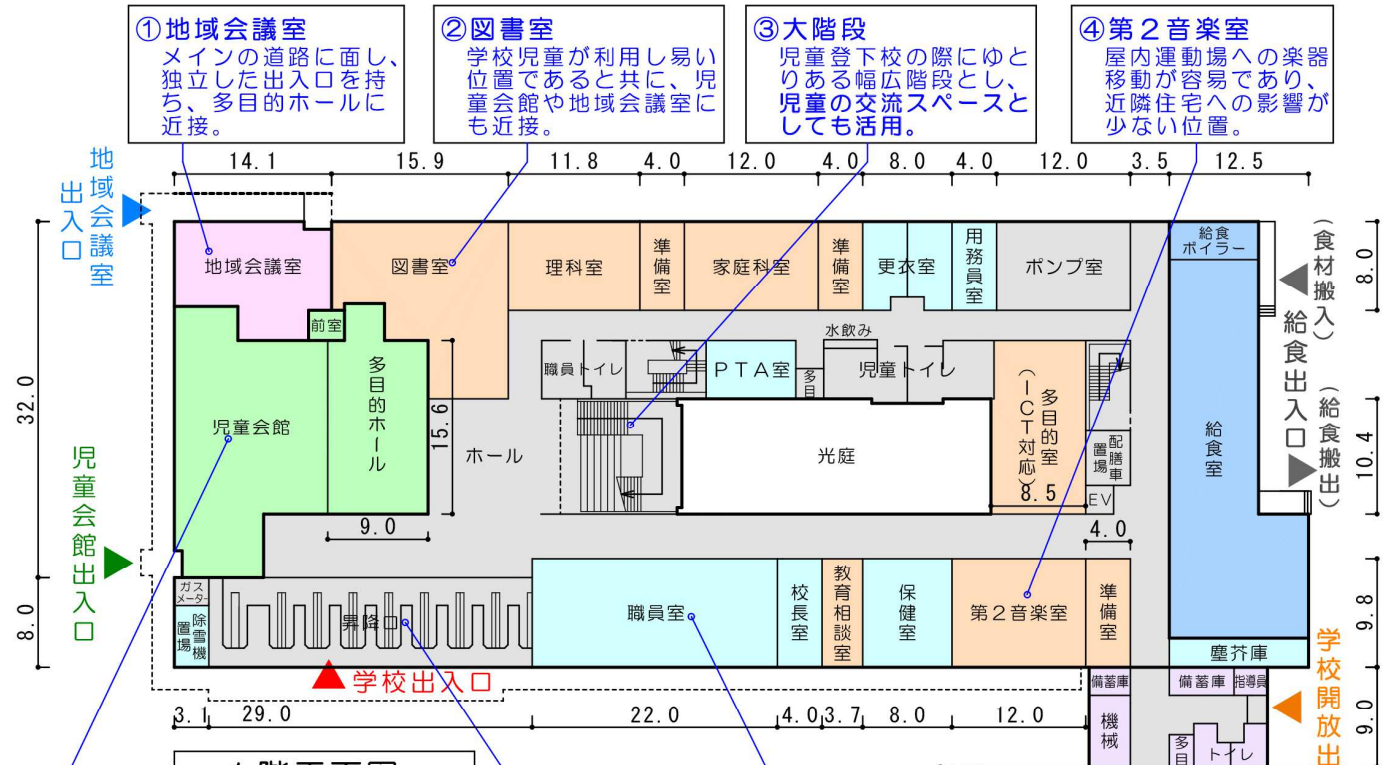 ①地域会議室
メインの道路に面し、
独立した出入口を持
ち、多目的ホールに
近接。
②図書室
学校児童が利用し易い
位置であると共に、児
童会館や地域会議室に
も近接。
③大階段
児童登下校の際にゆと
りある幅広階段とし、
児童の交流スペースと
しても活用。
④第2音楽室
屋内運動場への楽器
移動が容易であり、
近隣住宅への影響が
少ない位置。
14.1
15.9
11.8
4.0
12.0
4.0
8.0
4.0
12.0
3.5
12.5
地域会議室
出入口
地域会議室
図書室
理科室
準備室
家庭科室
準備室
更衣室
用務員室
ポンプ室
給食
ボイラー
(食材搬入)
給食出入口
(給食搬出)
8.0
10.4
9.8
9.0
32.0
8.0
前室
多目的ホール
児童会館
15.6
9.0
ホール
職員トイレ
PTA室
多目
水飲み
児童トイレ
多目的室
(ICT対応)
8.5
光庭
配膳車
置場
EV
4.0
給食室
児童会館出入口
ガス
メーター
除雪機
置場
昇降口
職員室
校長室
教育相談室
保健室
第2音楽室
準備室
塵芥庫
学校出入口
学校開放出
備蓄庫
備蓄庫
指導員
機械
多目
トイレ
3.1
29.0
22.0
4.0
3.7
8.0
12.0